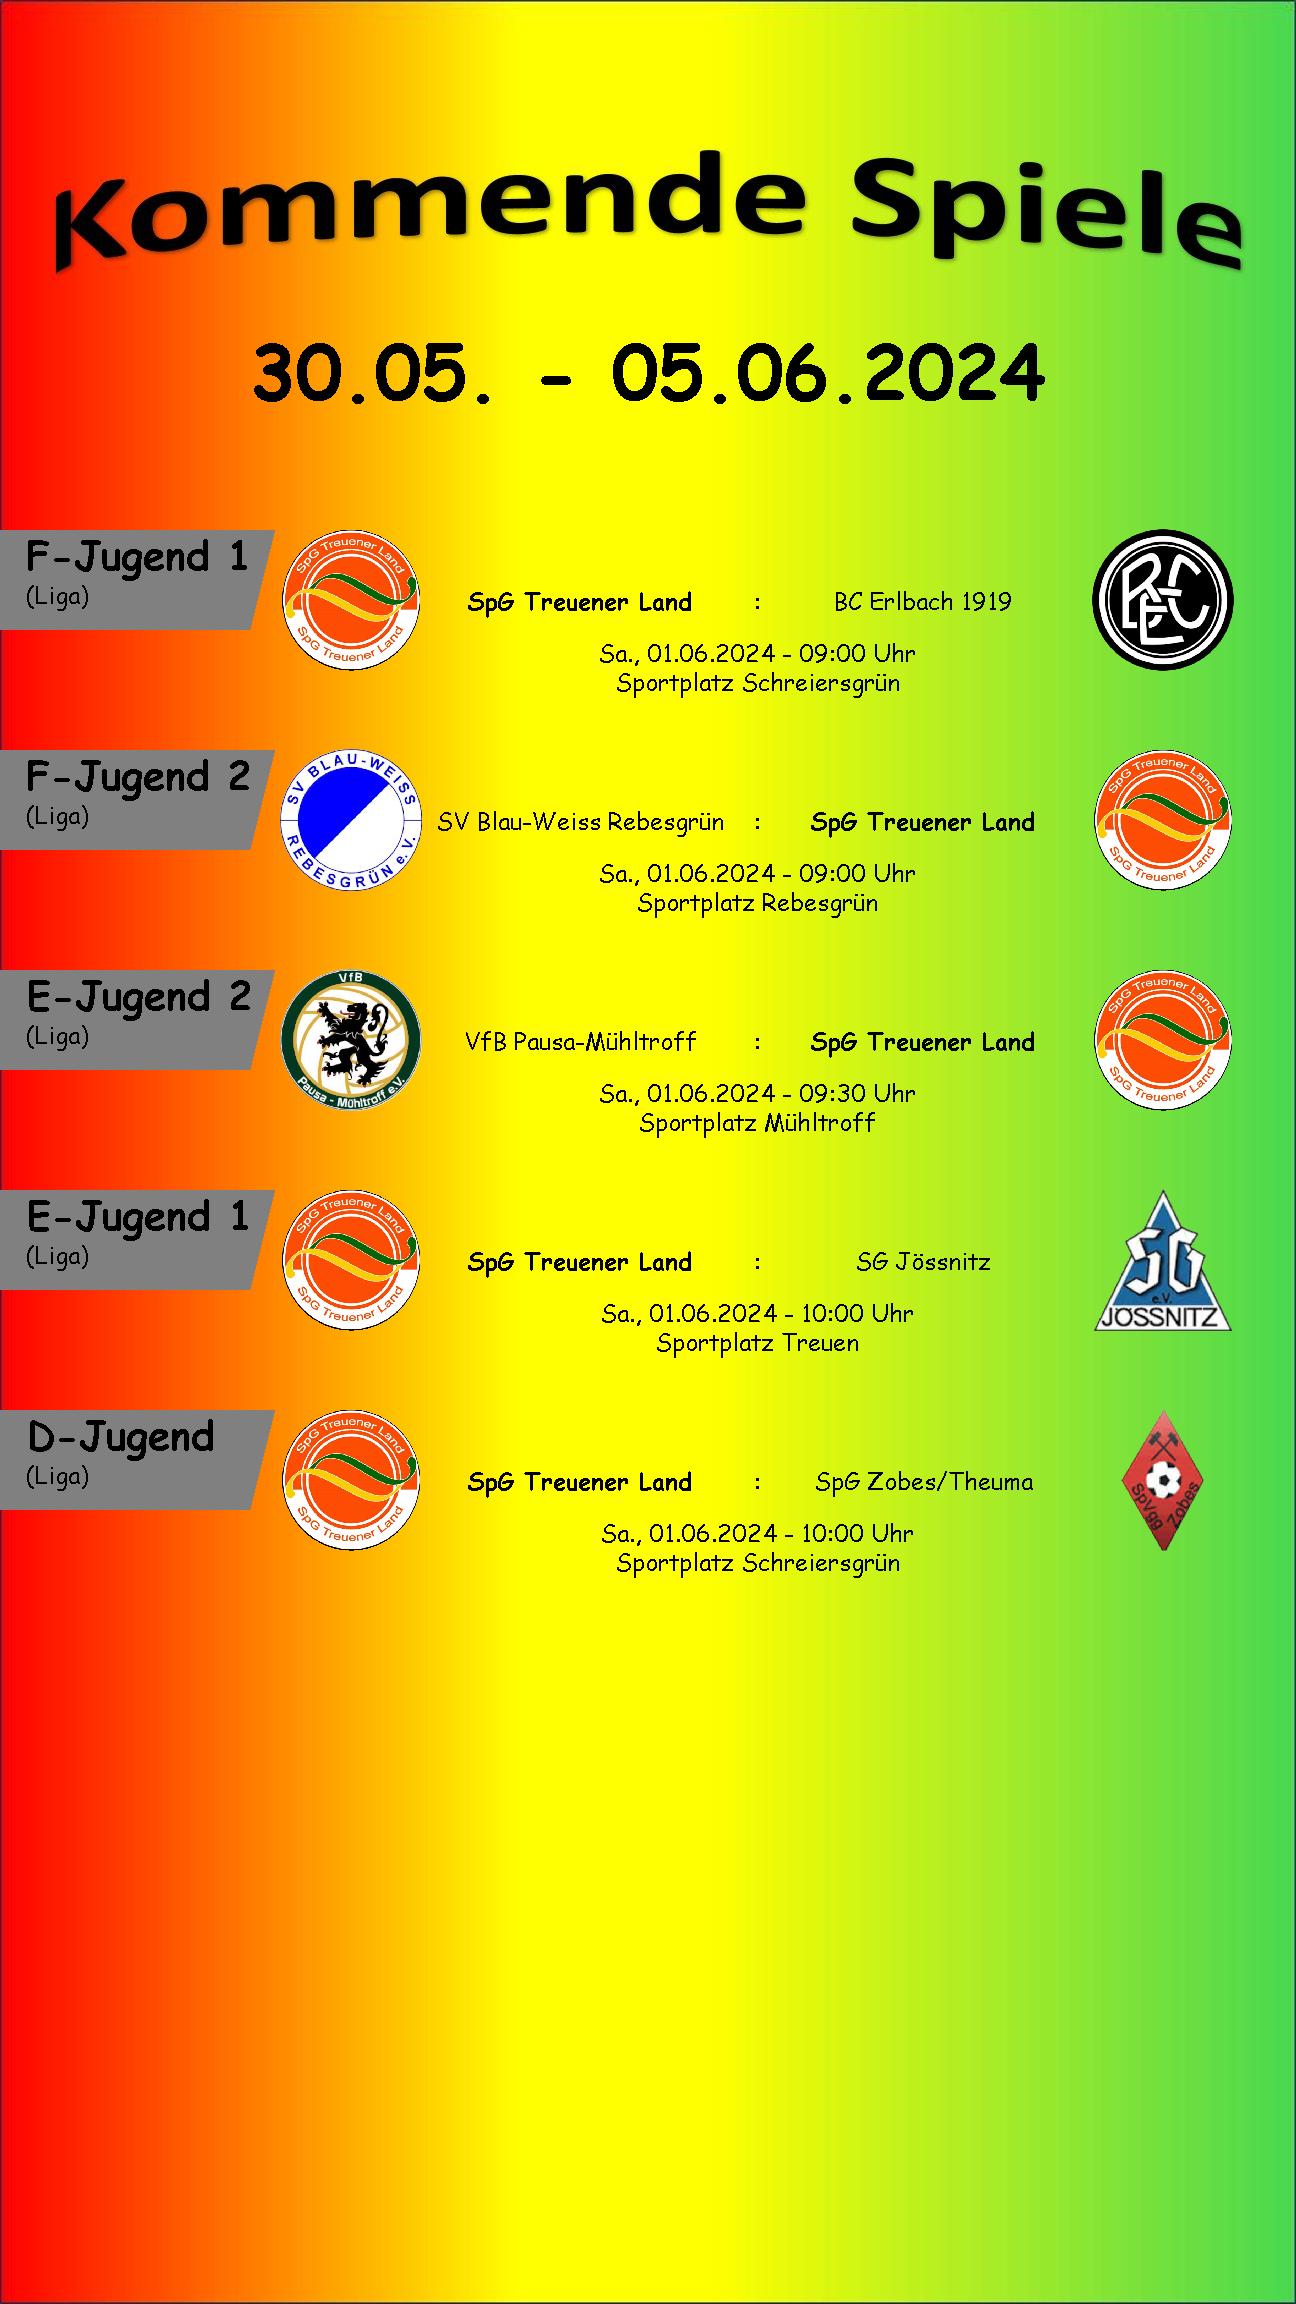 Kommende Spiele
30.05. - 05.06.2024
F-Jugend 1
(Liga)
SpG Treuener Land
SpG Treuener Land
SpG Treuener Land : BC Erlbach 1919
BEC
Sa., 01.06.2024 - 09:00 Uhr
Sportplatz Schreiersgrün
F-Jugend 2
(Liga)
SV BLAU-WEISS
REBESGRÜN e.V.
SV Blau-Weiss Rebesgrün : SpG Treuener Land
SpG Treuener Land
SpG Treuener Land
Sa., 01.06.2024 - 09:00 Uhr
Sportplatz Rebesgrün
E-Jugend 2
(Liga)
VfB
Pausa - Mühltroff e.V.
VfB Pausa-Mühltroff : SpG Treuener Land
SpG Treuener Land
SpG Treuener Land
Sa., 01.06.2024 - 09:30 Uhr
Sportplatz Mühltroff
E-Jugend 1
(Liga)
SpG Treuener Land
SpG Treuener Land
SpG Treuener Land : SG Jössnitz
SG
e.V.
JÖSSNITZ
Sa., 01.06.2024 - 10:00 Uhr
Sportplatz Treuen
D-Jugend
(Liga)
SpG Treuener Land
SpG Treuener Land
SpG Treuener Land : SpG Zobes/Theuma
SpVgg Zobes
Sa., 01.06.2024 - 10:00 Uhr
Sportplatz Schreiersgrün